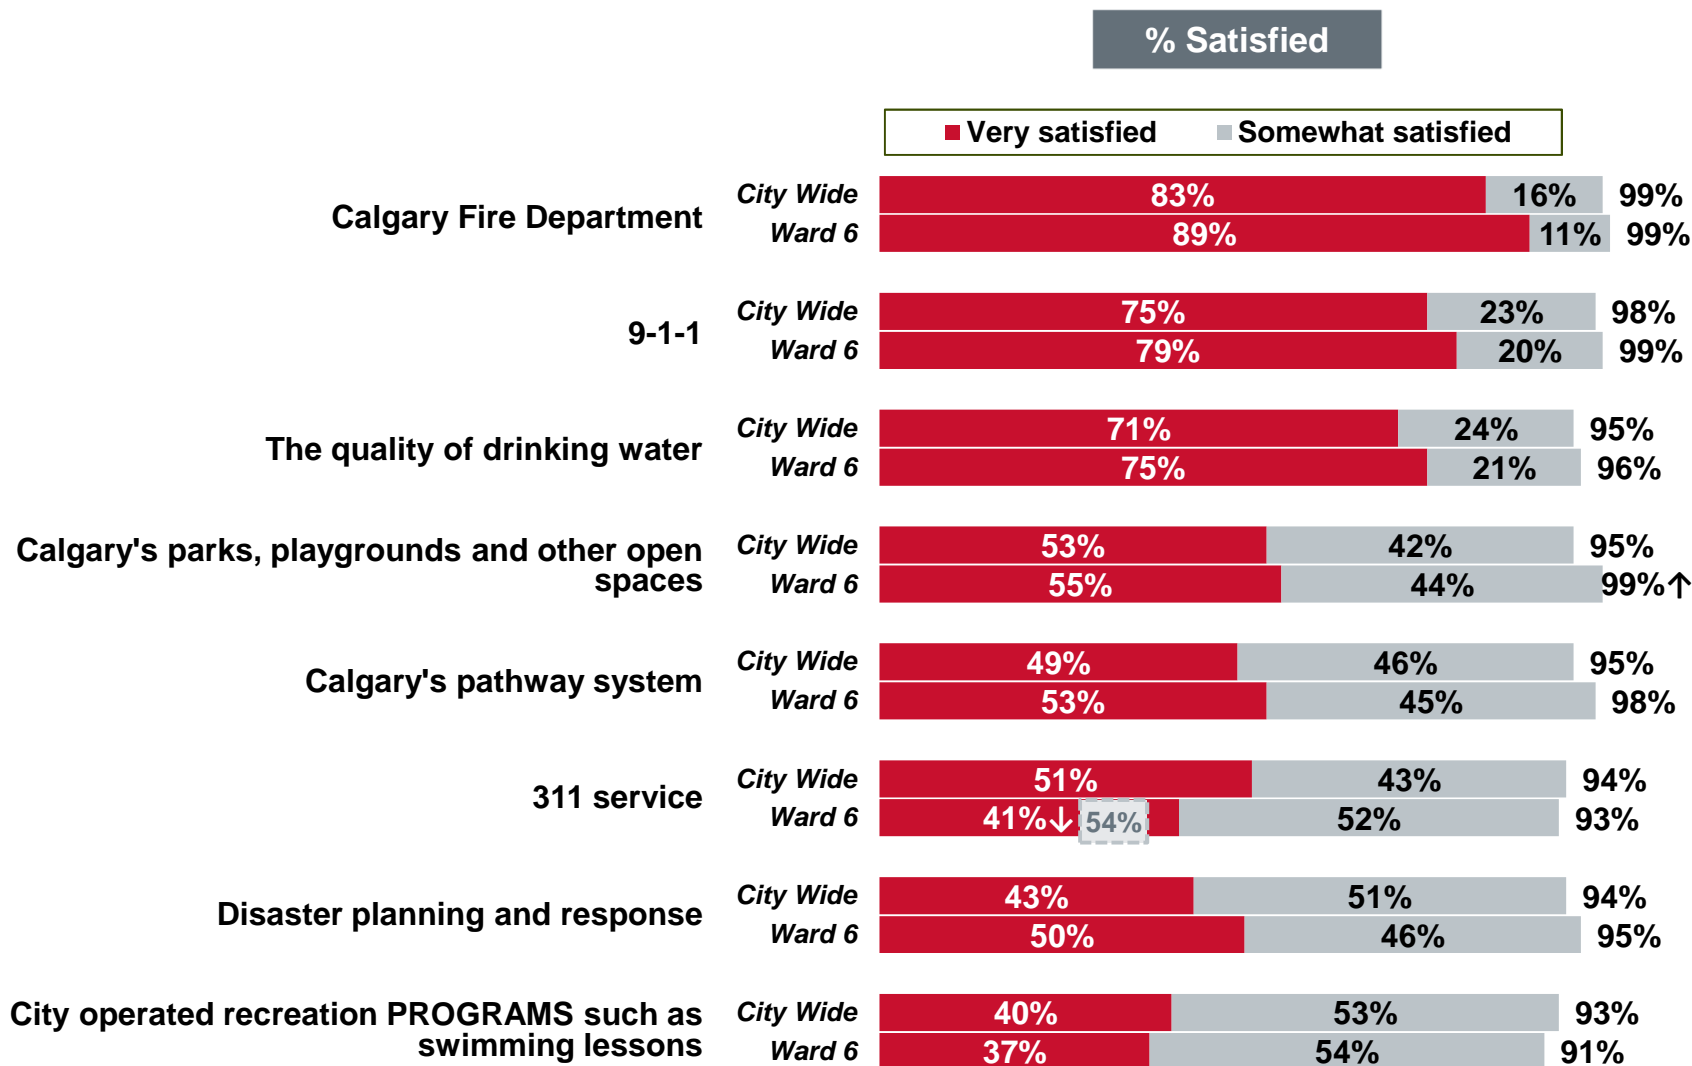 % Satisfied
Very satisfied Somewhat satisfied
Calgary Fire Department
City Wide 83% 16% 99%
Ward 6 89% 11% 99%
9-1-1
City Wide 75% 23% 98%
Ward 6 79% 20% 99%
The quality of drinking water
City Wide 71% 24% 95%
Ward 6 75% 21% 96%
Calgary's parks, playgrounds and other open
spaces
City Wide 53% 42% 95%
Ward 6 55% 44% 99%↑
Calgary's pathway system
City Wide 49% 46% 95%
Ward 6 53% 45% 98%
311 service
City Wide 51% 43% 94%
Ward 6 41%↓ 54% 52% 93%
Disaster planning and response
City Wide 43% 51% 94%
Ward 6 50% 46% 95%
City operated recreation PROGRAMS such as
swimming lessons
City Wide 40% 53% 93%
Ward 6 37% 54% 91%